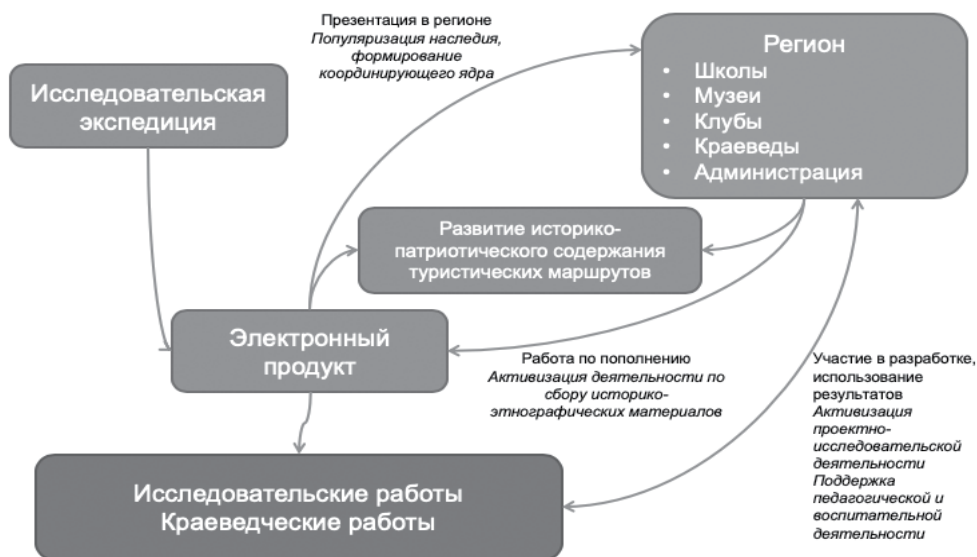 Презентация в регионе
Популяризация наследия,
формирование
координирующего ядра
Регион
• Школы
• Музеи
• Клубы
• Краеведы
• Администрация
Исследовательская
экспедиция
Развитие историко-
патриотического содержания
туристических маршрутов
Электронный
продукт
Работа по пополнению
Активизация деятельности по
сбору историко-
этнографических материалов
Участие в разработке,
использование
результатов
Активизация
проектно-
исследовательской
деятельности
Поддержка
педагогической и
воспитательной
деятельности
Исследовательские работы
Краеведческие работы